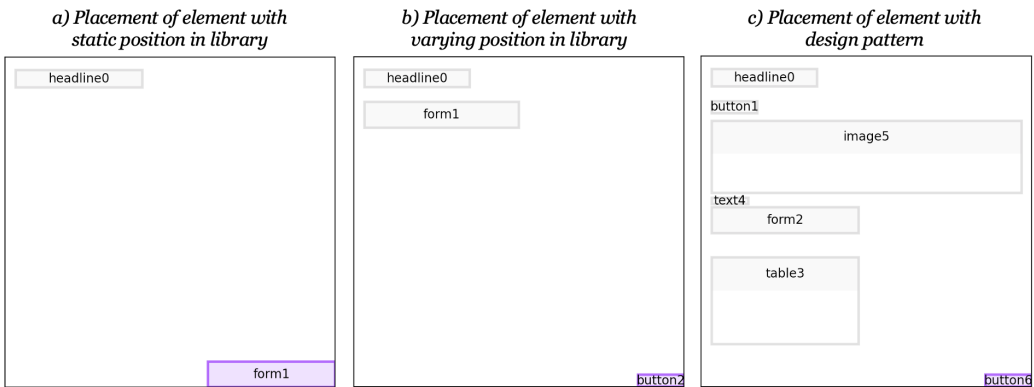 a) Placement of element with
static position in library
headline0
form1
b) Placement of element with
varying position in library
headline0
form1
button2
c) Placement of element with
design pattern
headline0
button1
image5
text4
form2
table3
button6